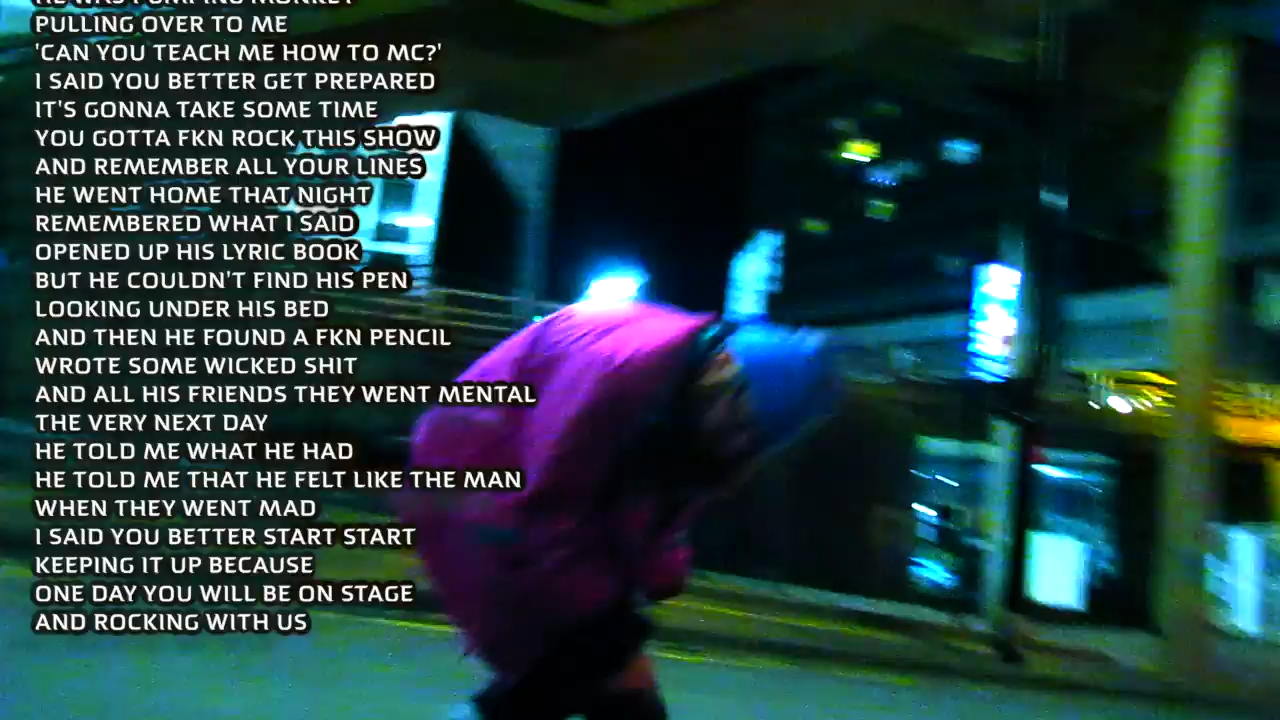 HE WAS PUMPING MONKEY
PULLING OVER TO ME
'CAN YOU TEACH ME HOW TO MC?'
I SAID YOU BETTER GET PREPARED
IT'S GONNA TAKE SOME TIME
YOU GOTTA FKN ROCK THIS SHOW
AND REMEMBER ALL YOUR LINES
HE WENT HOME THAT NIGHT
REMEMBERED WHAT I SAID
OPENED UP HIS LYRIC BOOK
BUT HE COULDN'T FIND HIS PEN
LOOKING UNDER HIS BED
AND THEN HE FOUND A FKN PENCIL
WROTE SOME WICKED SHIT
AND ALL HIS FRIENDS THEY WENT MENTAL
THE VERY NEXT DAY
HE TOLD ME WHAT HE HAD
HE TOLD ME THAT HE FELT LIKE THE MAN
WHEN THEY WENT MAD
I SAID YOU BETTER START START
KEEPING IT UP BECAUSE
ONE DAY YOU WILL BE ON STAGE
AND ROCKING WITH US